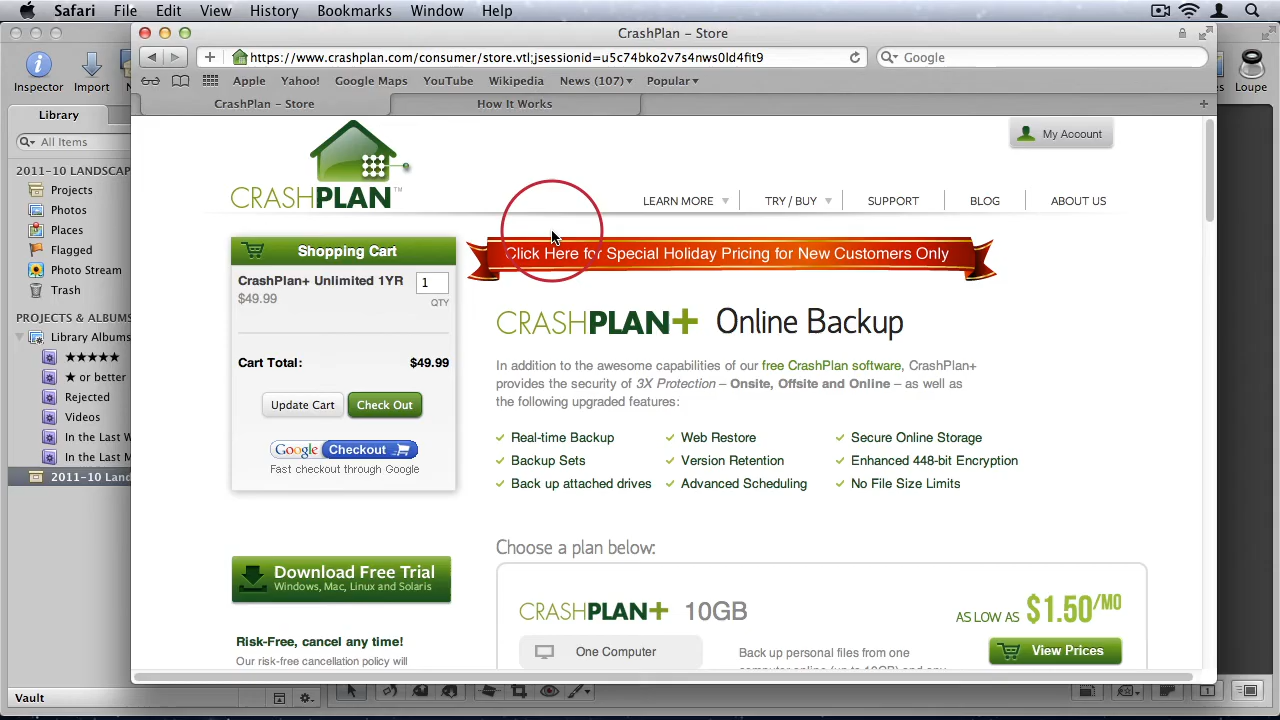 Safari File Edit View History Bookmarks Window Help
CrashPlan – Store
https://www.crashplan.com/consumer/store.vtl;jsessionid=u5c74bko2v7s4nws0ld4fit9
Google
Apple Yahoo! Google Maps YouTube Wikipedia News (107) Popular
CrashPlan – Store
How It Works
Inspector
Import
Loupe
Library
All Items
2011-10 LANDSCAP
Projects
Photos
Places
Flagged
Photo Stream
Trash
PROJECTS & ALBUMS
Library Albums
★★★★★
★ or better
Rejected
Videos
In the Last W
In the Last M
2011-10 Land
Vault
My Account
CRASHPLAN™
LEARN MORE
TRY / BUY
SUPPORT
BLOG
ABOUT US
Shopping Cart
CrashPlan+ Unlimited 1YR
1
$49.99
QTY
Cart Total: $49.99
Update Cart
Check Out
Google Checkout
Fast checkout through Google
Download Free Trial
Windows, Mac, Linux and Solaris
Risk-Free, cancel any time!
Our risk-free cancellation policy will
Click Here for Special Holiday Pricing for New Customers Only
CRASHPLAN+ Online Backup
In addition to the awesome capabilities of our free CrashPlan software, CrashPlan+
provides the security of 3X Protection – Onsite, Offsite and Online – as well as
the following upgraded features:
Real-time Backup
Web Restore
Secure Online Storage
Backup Sets
Version Retention
Enhanced 448-bit Encryption
Back up attached drives
Advanced Scheduling
No File Size Limits
Choose a plan below:
CRASHPLAN+ 10GB
AS LOW AS $1.50/MO
One Computer
Back up personal files from one
computer online (up to 10GB) and any
View Prices